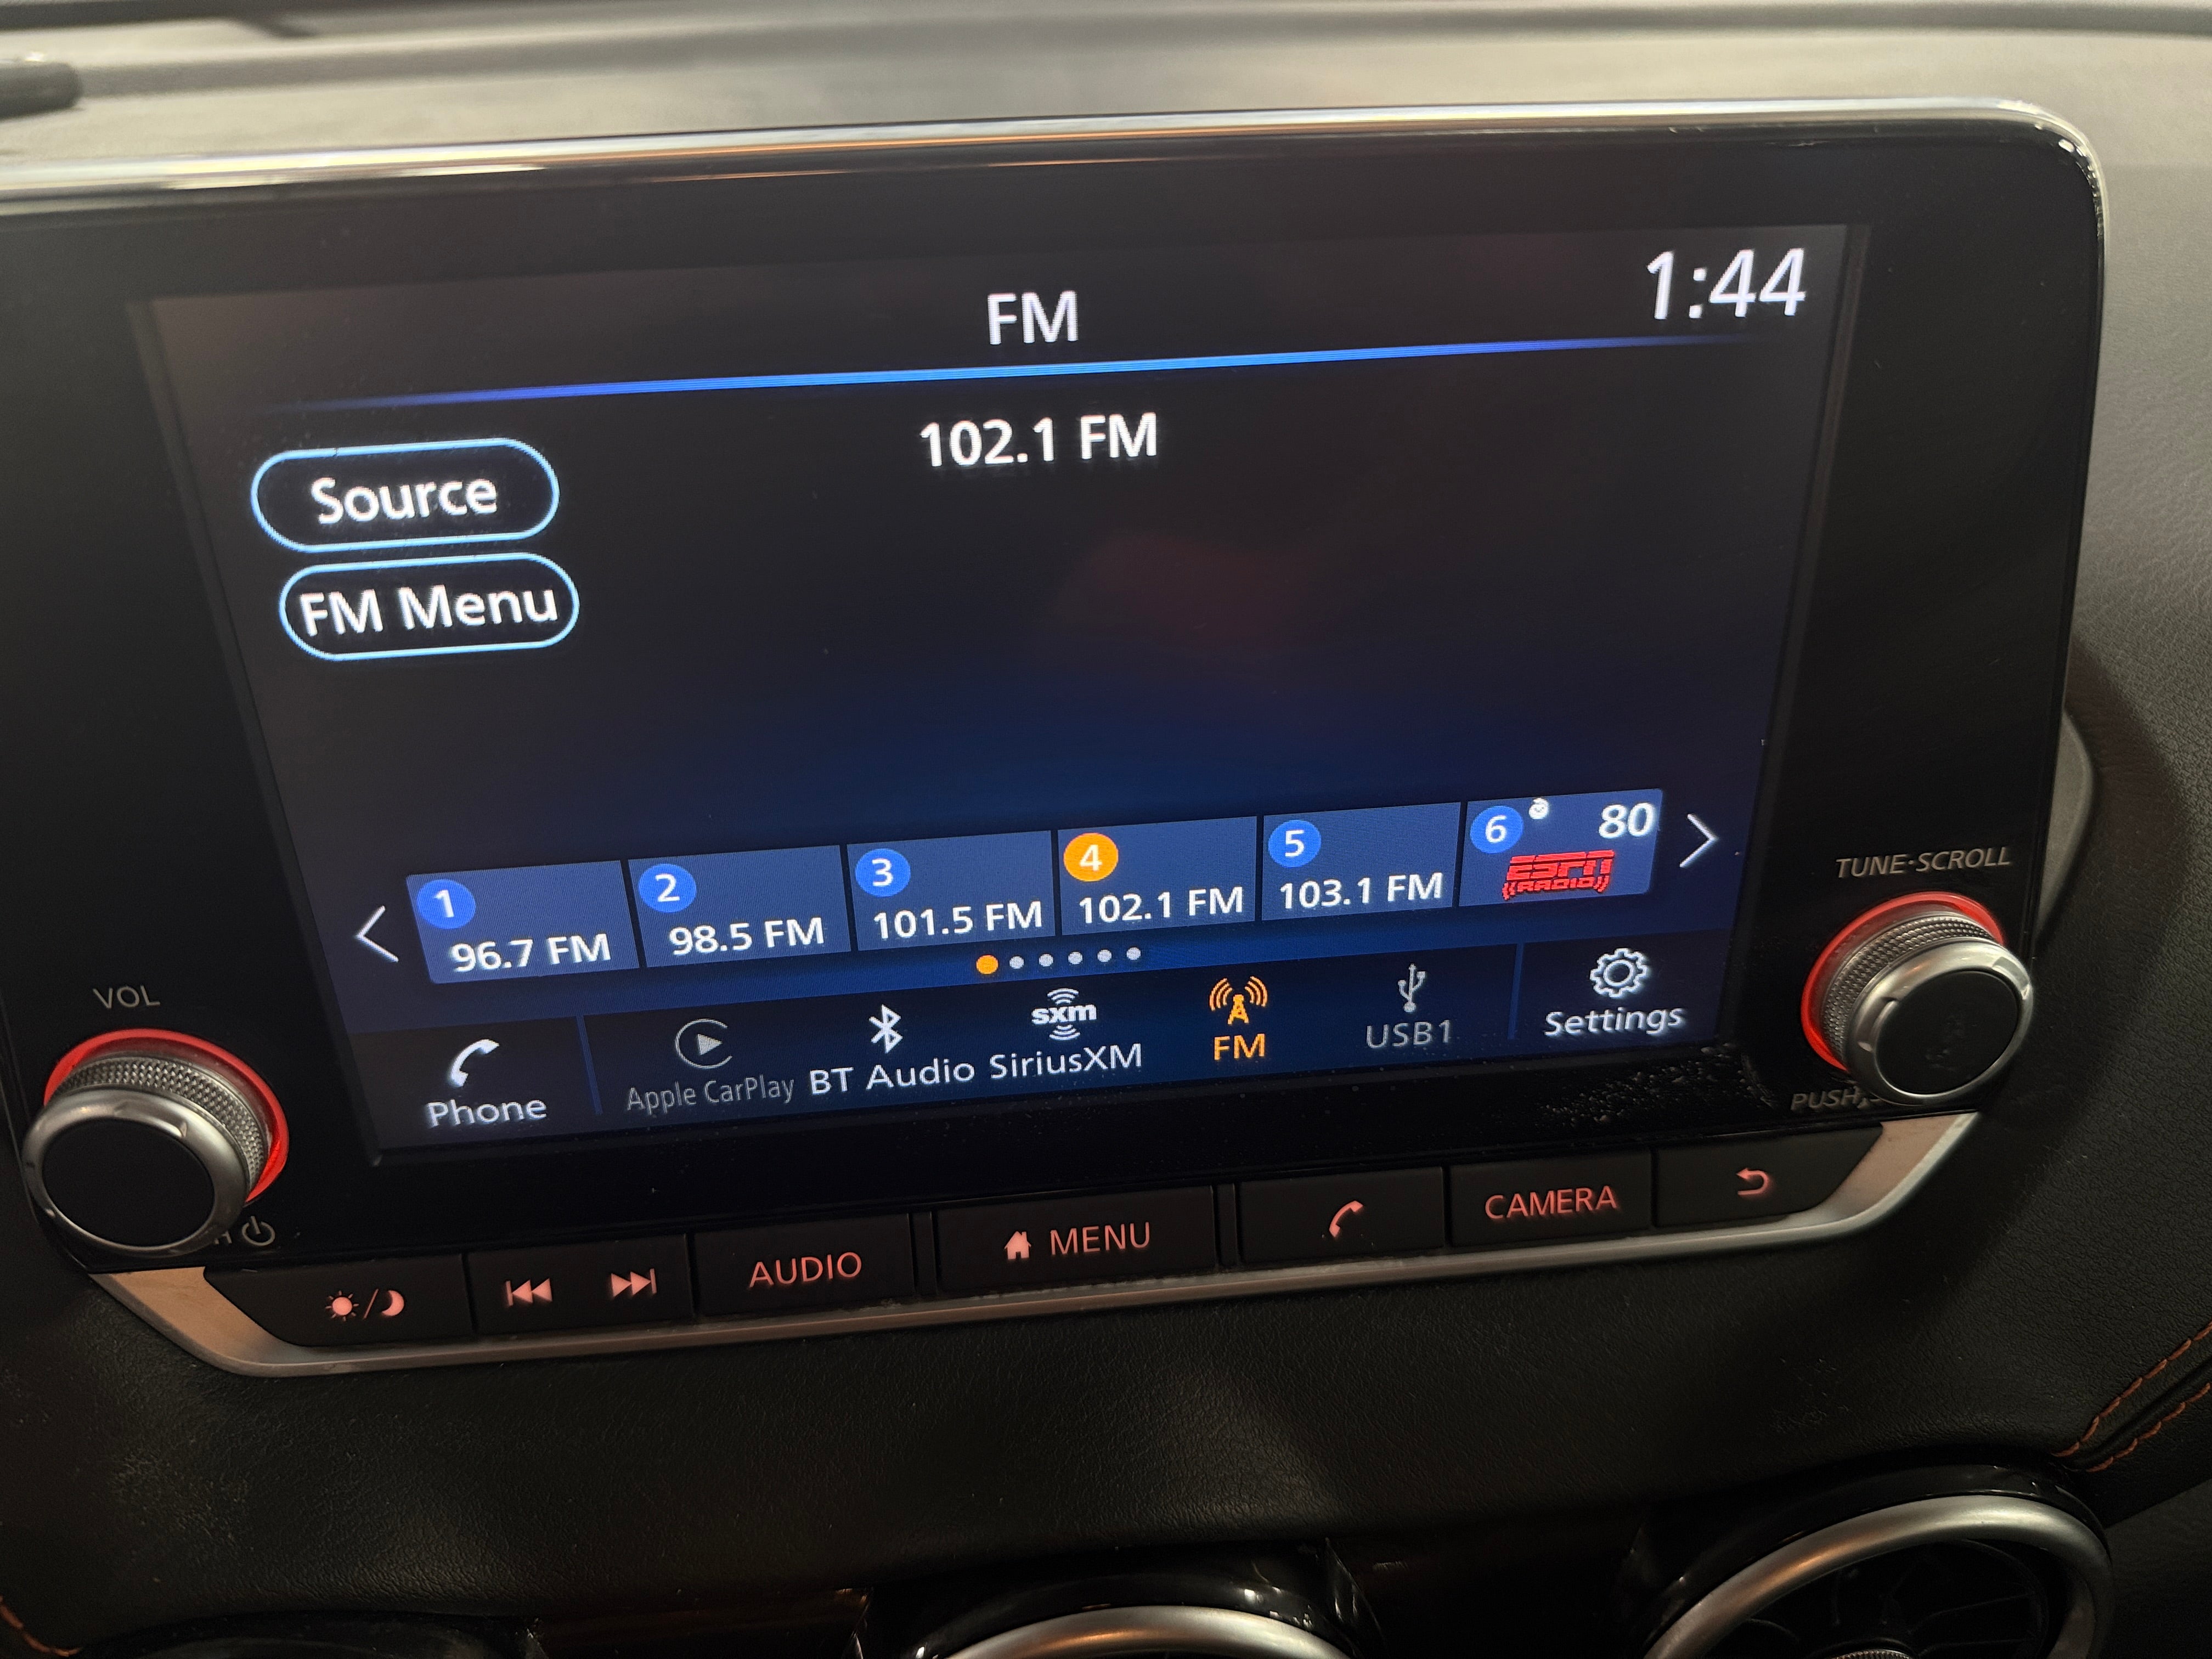 1:44
FM
102.1 FM
Source
FM Menu
1
96.7 FM
2
98.5 FM
3
101.5 FM
4
102.1 FM
5
103.1 FM
6 80
ESPN
RADIO
VOL
TUNE·SCROLL
Phone
Apple CarPlay
BT Audio
sxm
SiriusXM
FM
USB1
Settings
PUSH
AUDIO
MENU
CAMERA